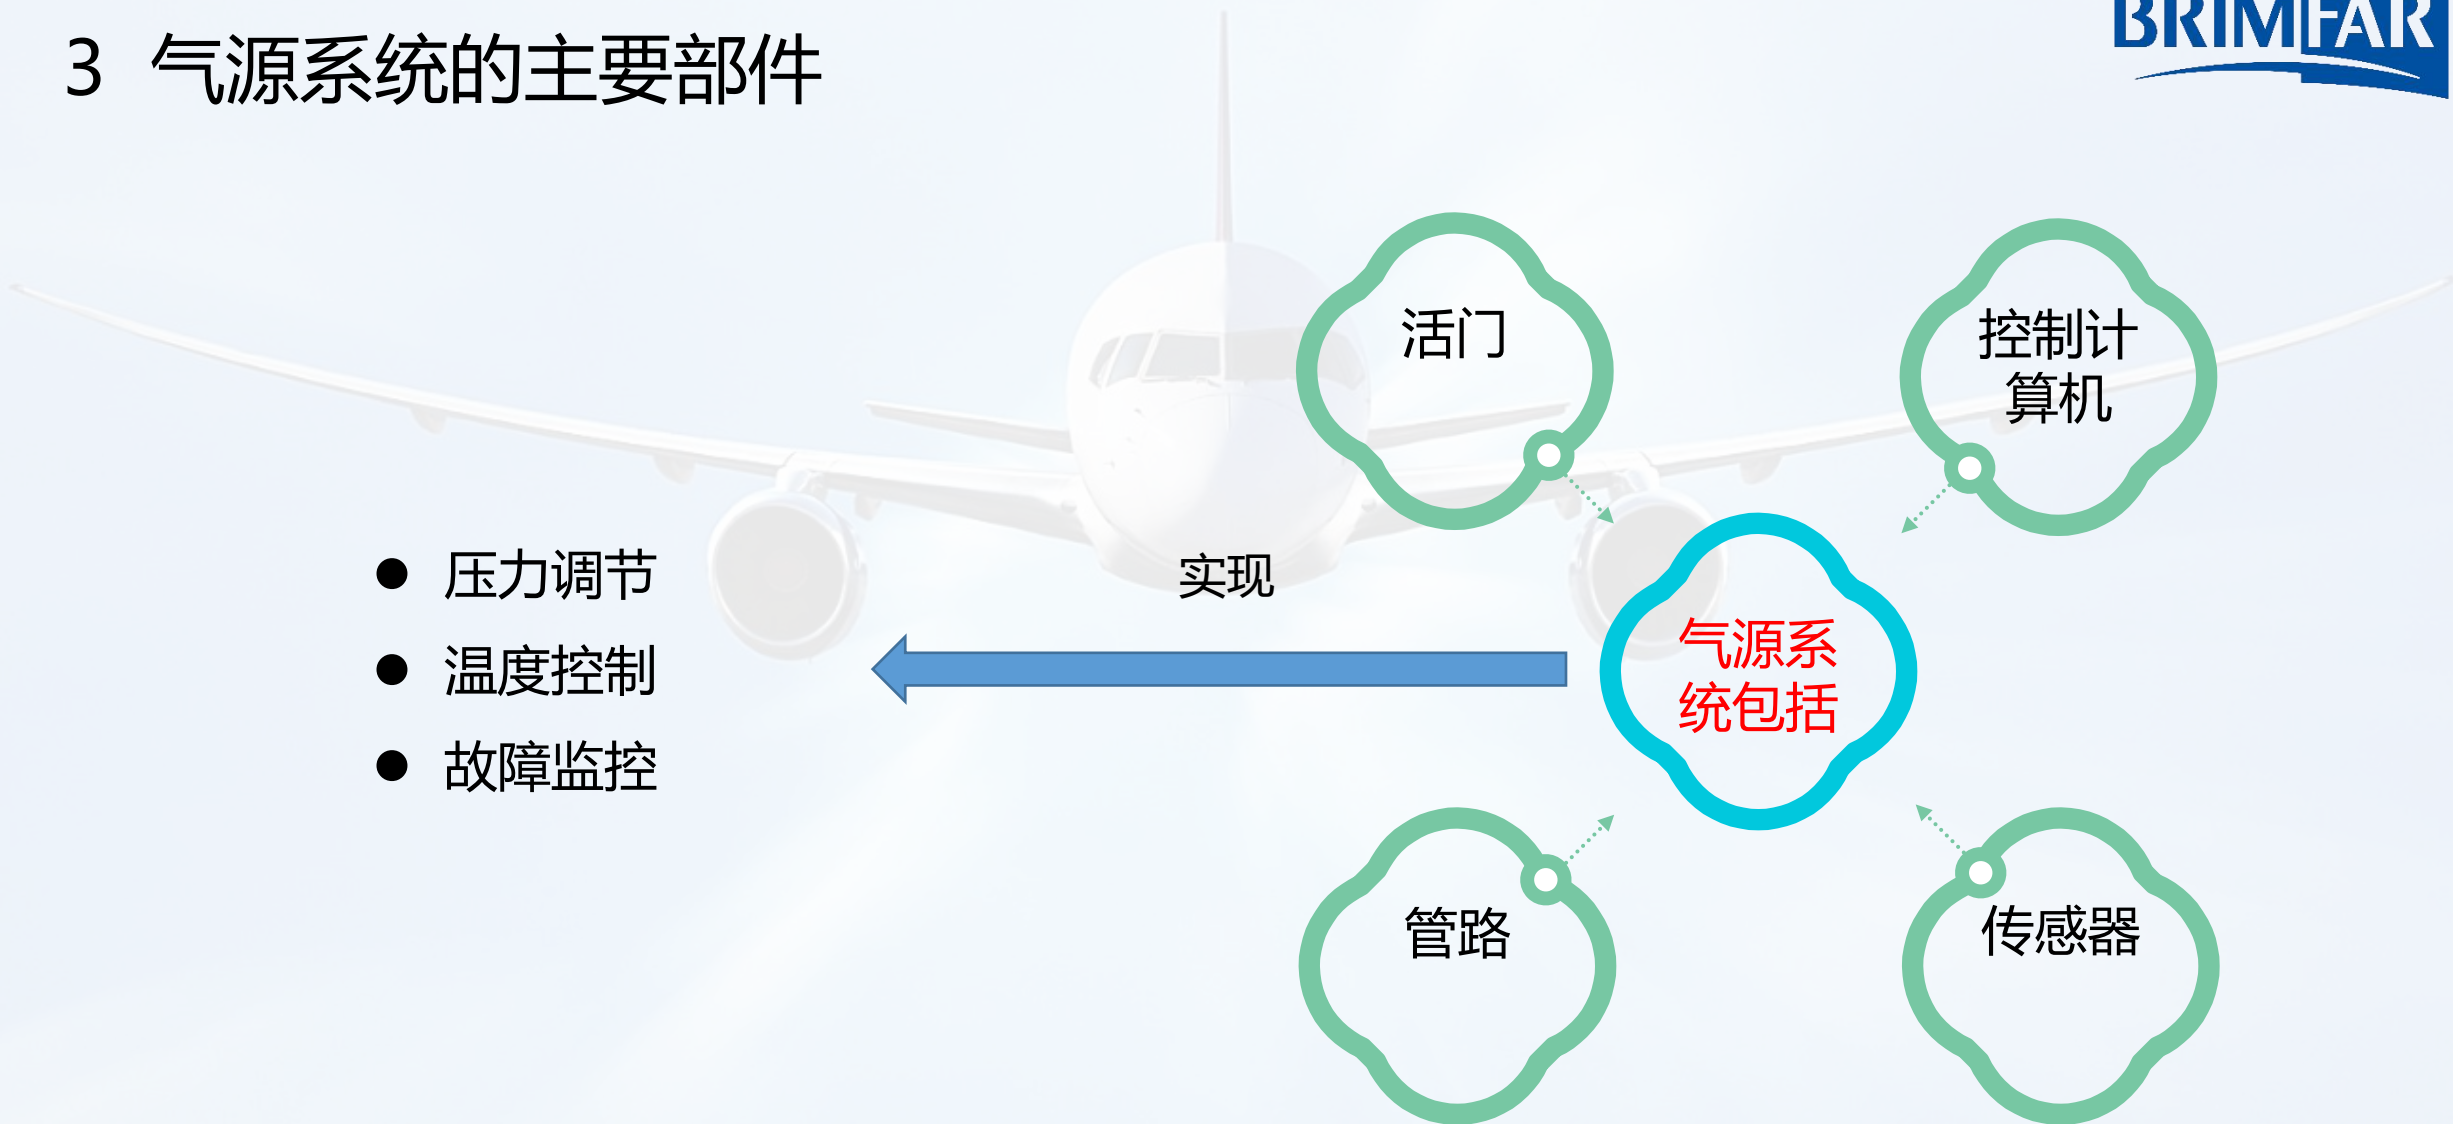 BRIMFAR
3 气源系统的主要部件
活门
控制计
算机
压力调节
温度控制
故障监控
实现
气源系
统包括
管路
传感器